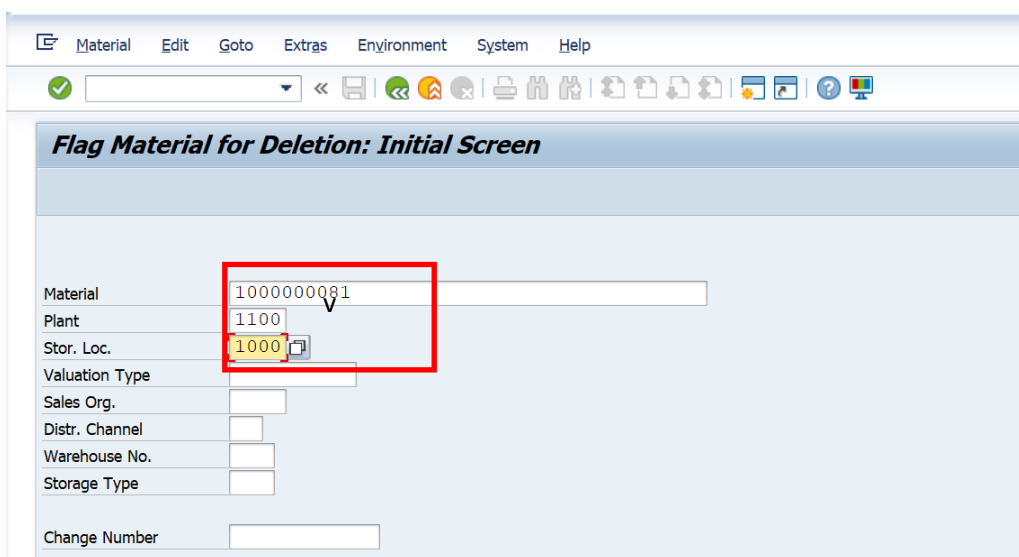 Material Edit Goto Extras Environment System Help
Flag Material for Deletion: Initial Screen
Material 1000000081
v
Plant 1100
Stor. Loc. 1000
Valuation Type
Sales Org.
Distr. Channel
Warehouse No.
Storage Type
Change Number